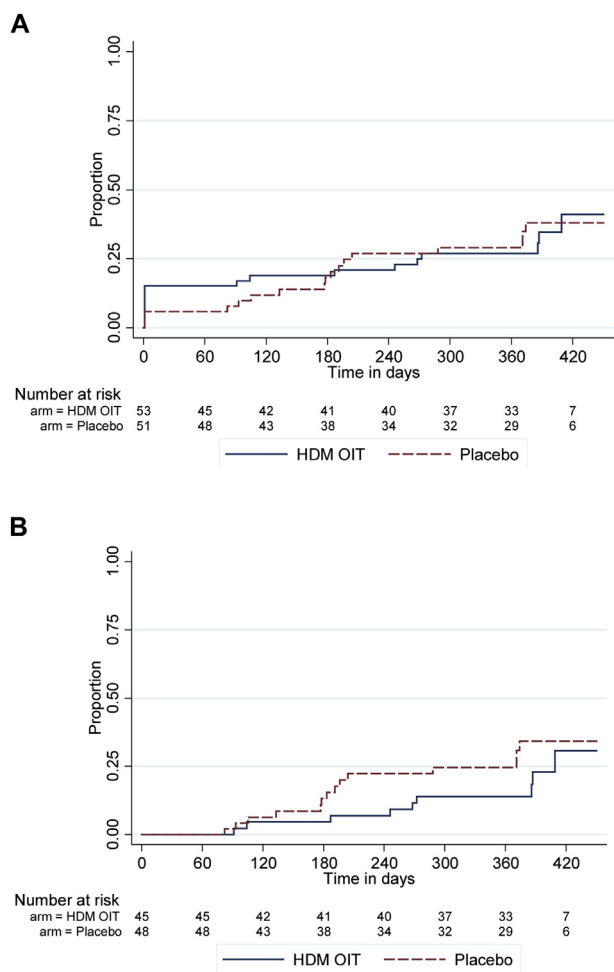 A
1.00
0.75
0.50
0.25
0.00
Proportion
0 60 120 180 240 300 360 420
Time in days
Number at risk
arm = HDM OIT 53 45 42 41 40 37 33 7
arm = Placebo 51 48 43 38 34 32 29 6
HDM OIT Placebo
B
1.00
0.75
0.50
0.25
0.00
Proportion
0 60 120 180 240 300 360 420
Time in days
Number at risk
arm = HDM OIT 45 45 42 41 40 37 33 7
arm = Placebo 48 48 43 38 34 32 29 6
HDM OIT Placebo